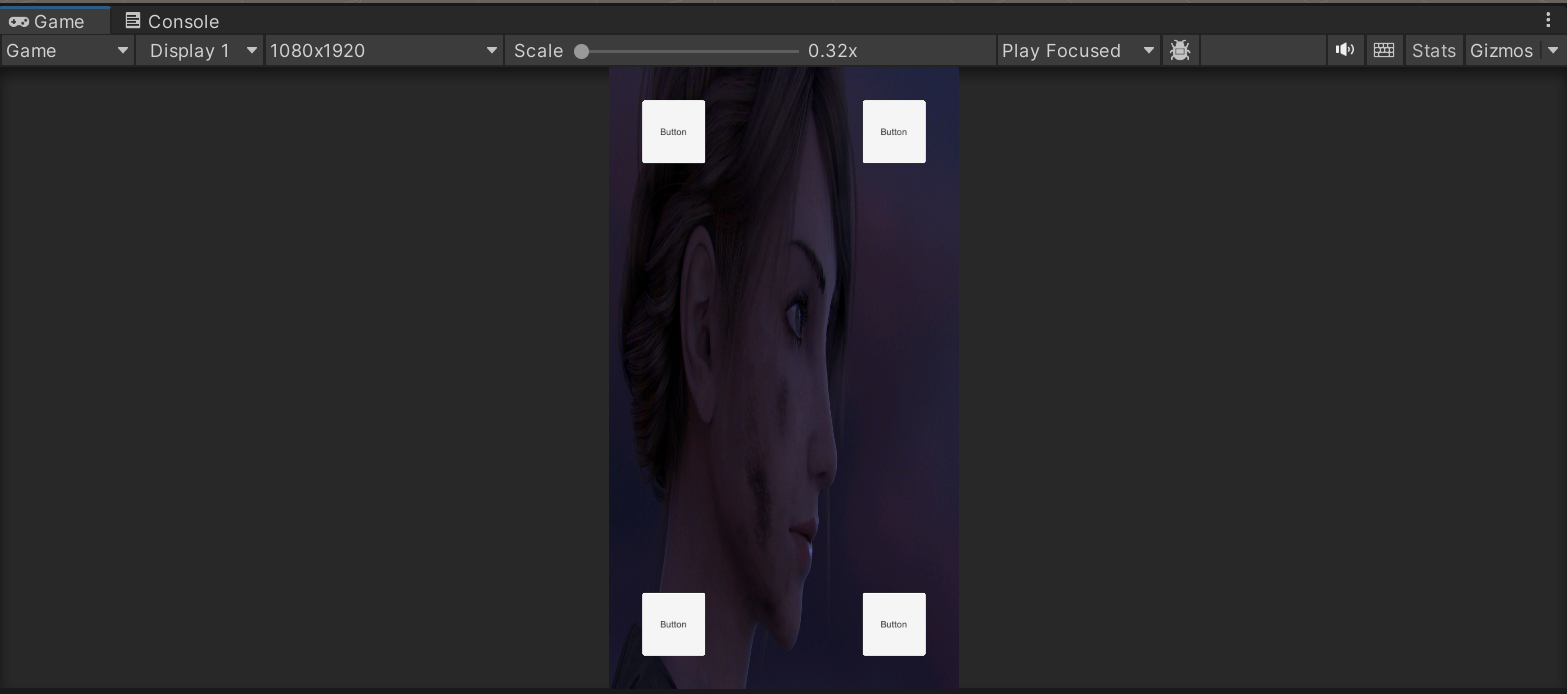 Game Console
Game Display 1 1080x1920 Scale 0.32x Play Focused Stats Gizmos
Button Button
Button Button